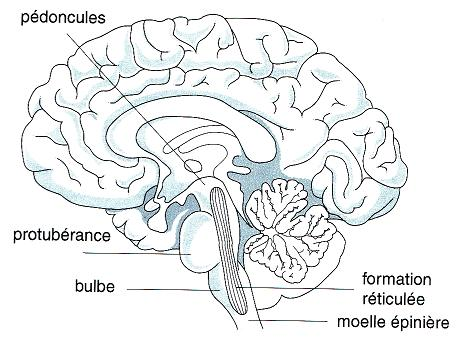 pédoncules
protubérance
bulbe
formation
réticulée
moelle épinière